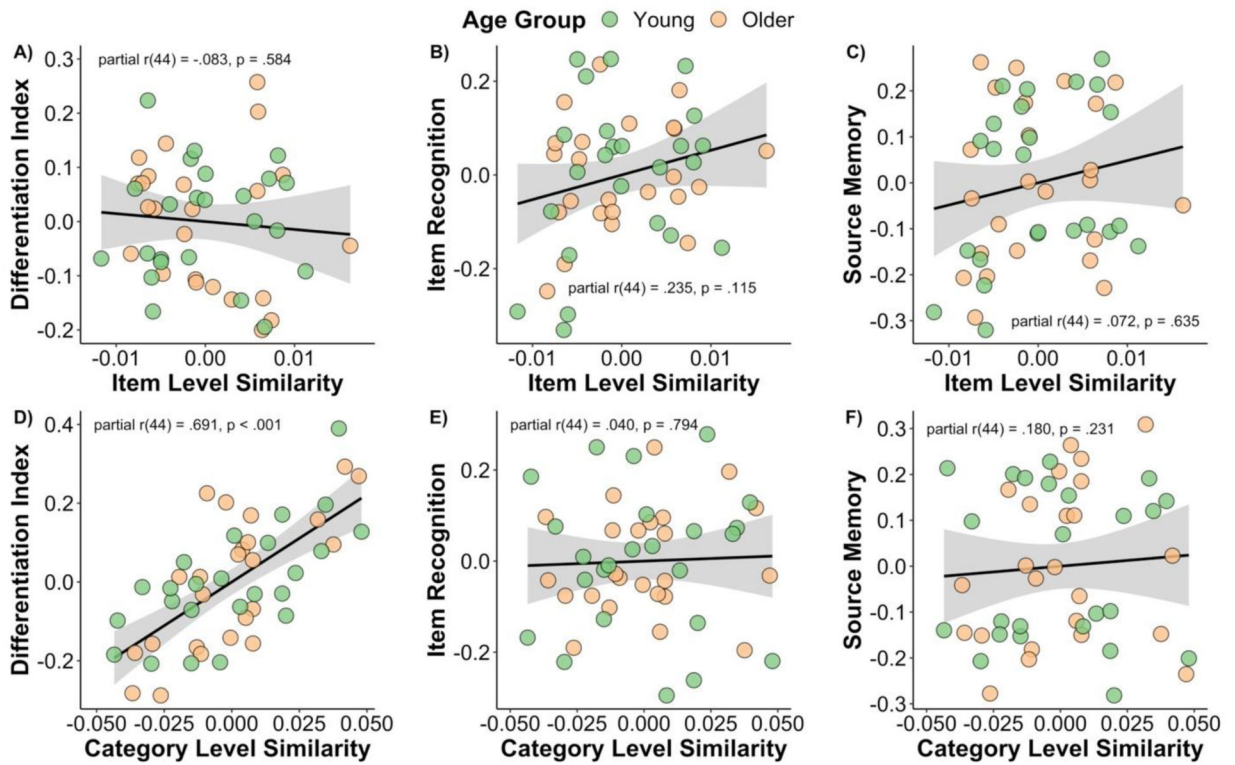 Age Group Young Older
A) partial r(44) = -.083, p = .584
0.3
0.2
0.1
0.0
-0.1
-0.2
Differentiation Index
-0.01 0.00 0.01
Item Level Similarity
B)
0.2
0.0
-0.2
Item Recognition
partial r(44) = .235, p = .115
-0.01 0.00 0.01
Item Level Similarity
C)
0.2
0.1
0.0
-0.1
-0.2
-0.3
Source Memory
partial r(44) = .072, p = .635
-0.01 0.00 0.01
Item Level Similarity
D) partial r(44) = .691, p < .001
0.4
0.2
0.0
-0.2
Differentiation Index
-0.050 -0.025 0.000 0.025 0.050
Category Level Similarity
E) partial r(44) = .040, p = .794
0.2
0.0
-0.2
Item Recognition
-0.050 -0.025 0.000 0.025 0.050
Category Level Similarity
F) partial r(44) = .180, p = .231
0.3
0.2
0.1
0.0
-0.1
-0.2
-0.3
Source Memory
-0.050 -0.025 0.000 0.025 0.050
Category Level Similarity